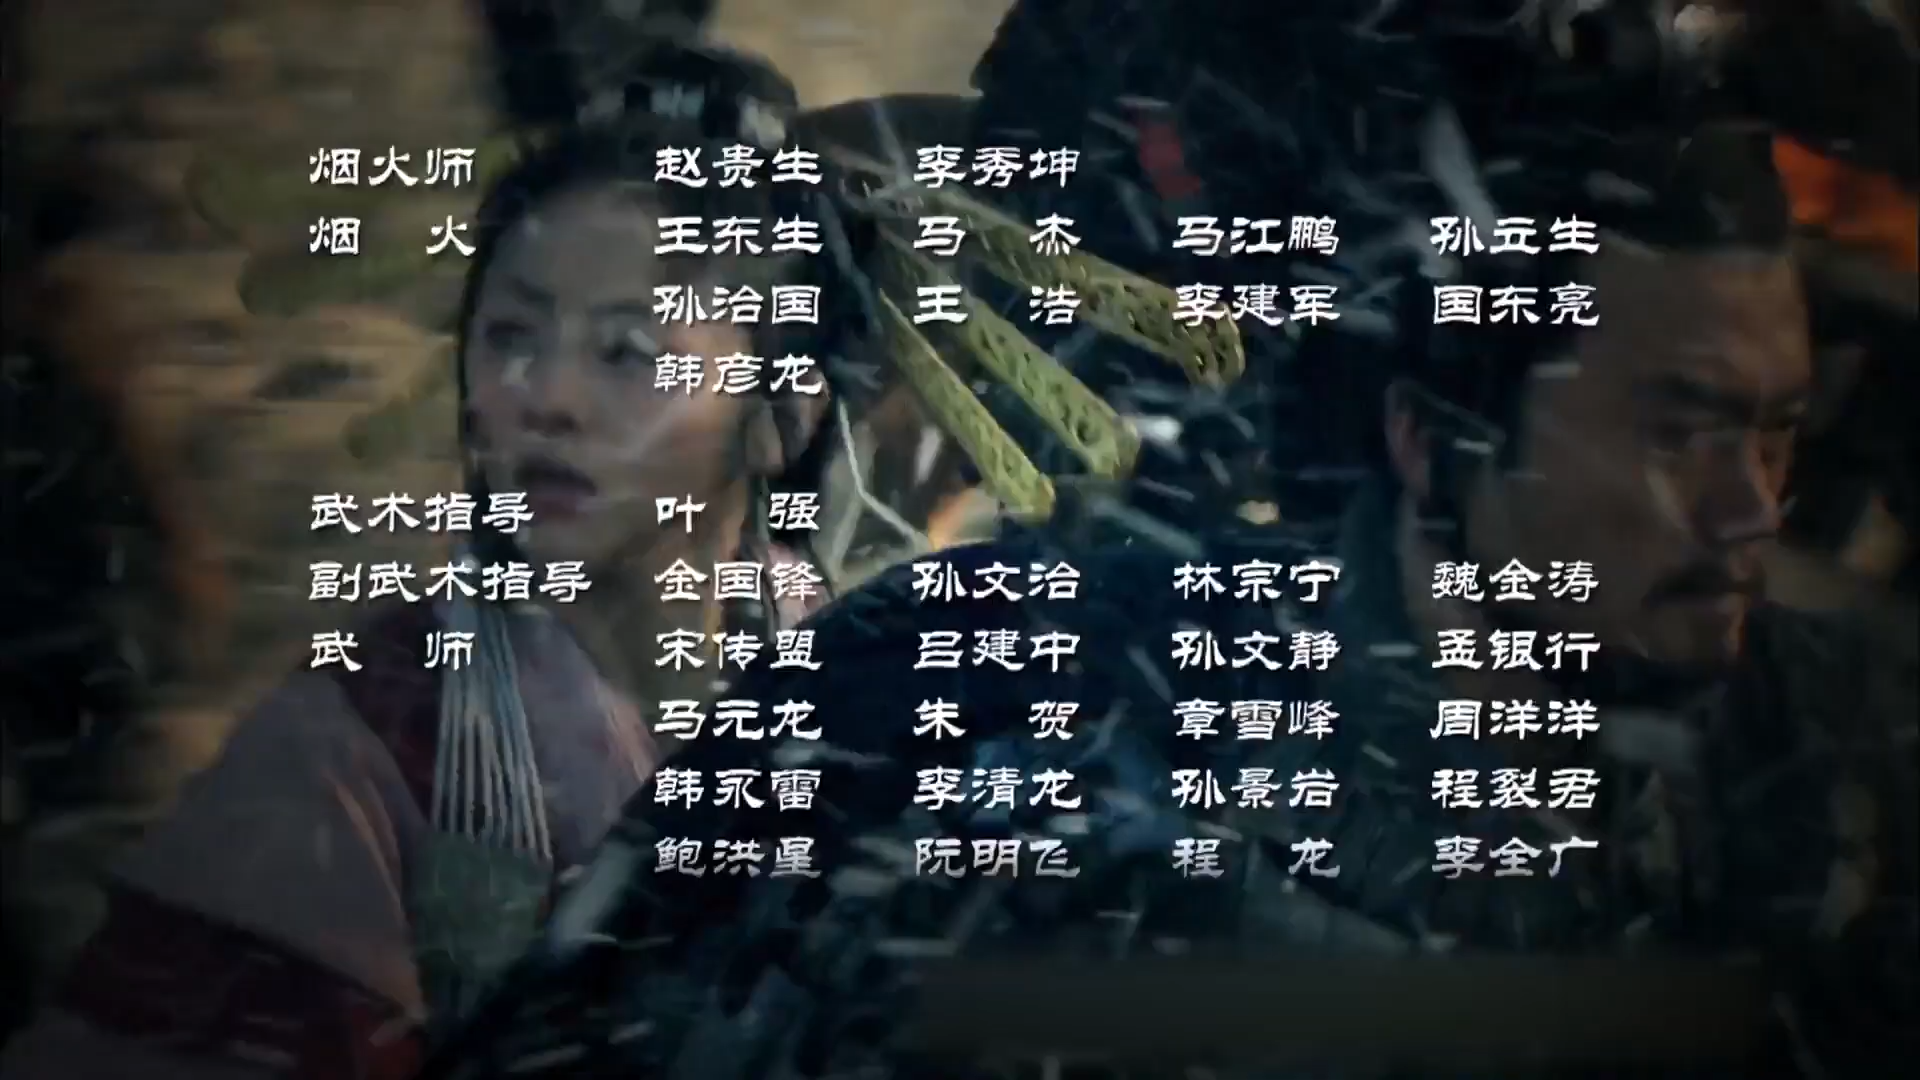 烟火师 赵贵生 李秀坤
烟 火 王东生 马 杰 马江鹏 孙立生
孙治国 王 浩 李建军 国东亮
韩彦龙
武术指导 叶 强
副武术指导 金国锋 孙文治 林宗宁 魏金涛
武 师 宋传盟 吕建中 孙文静 孟银行
马元龙 朱 贺 章雪峰 周洋洋
韩永雷 李清龙 孙景岩 程裂君
鲍洪星 阮明飞 程 龙 李全广